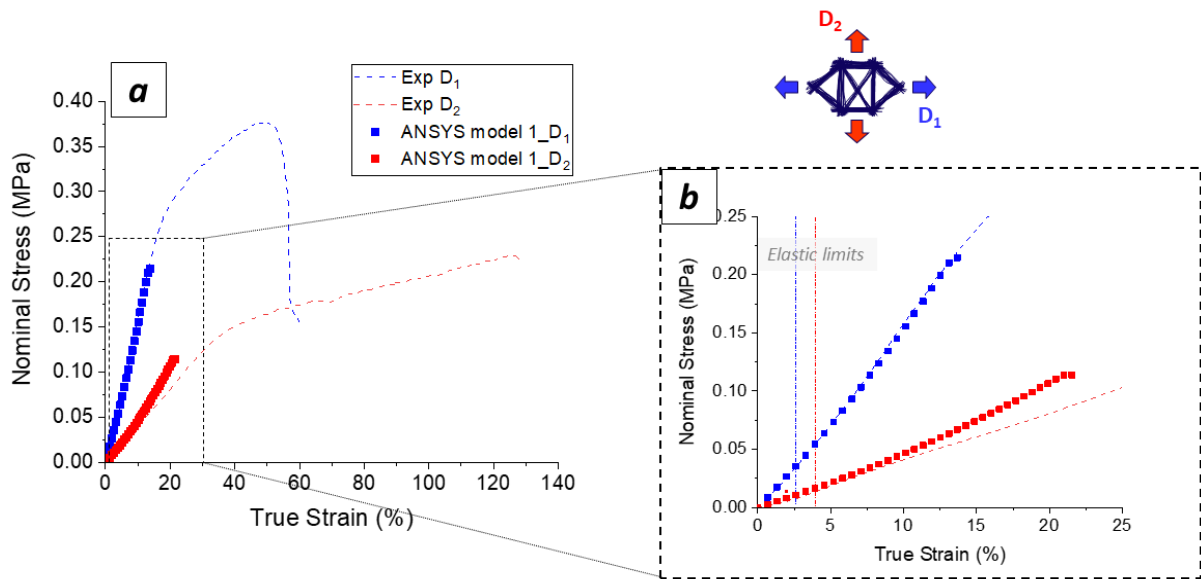 a
Exp D₁
Exp D₂
ANSYS model 1_D₁
ANSYS model 1_D₂
0.40
0.35
0.30
0.25
0.20
0.15
0.10
0.05
0.00
0 20 40 60 80 100 120 140
Nominal Stress (MPa)
True Strain (%)
D₂
D₁
b
Elastic limits
0.25
0.20
0.15
0.10
0.05
0.00
0 5 10 15 20 25
Nominal Stress (MPa)
True Strain (%)